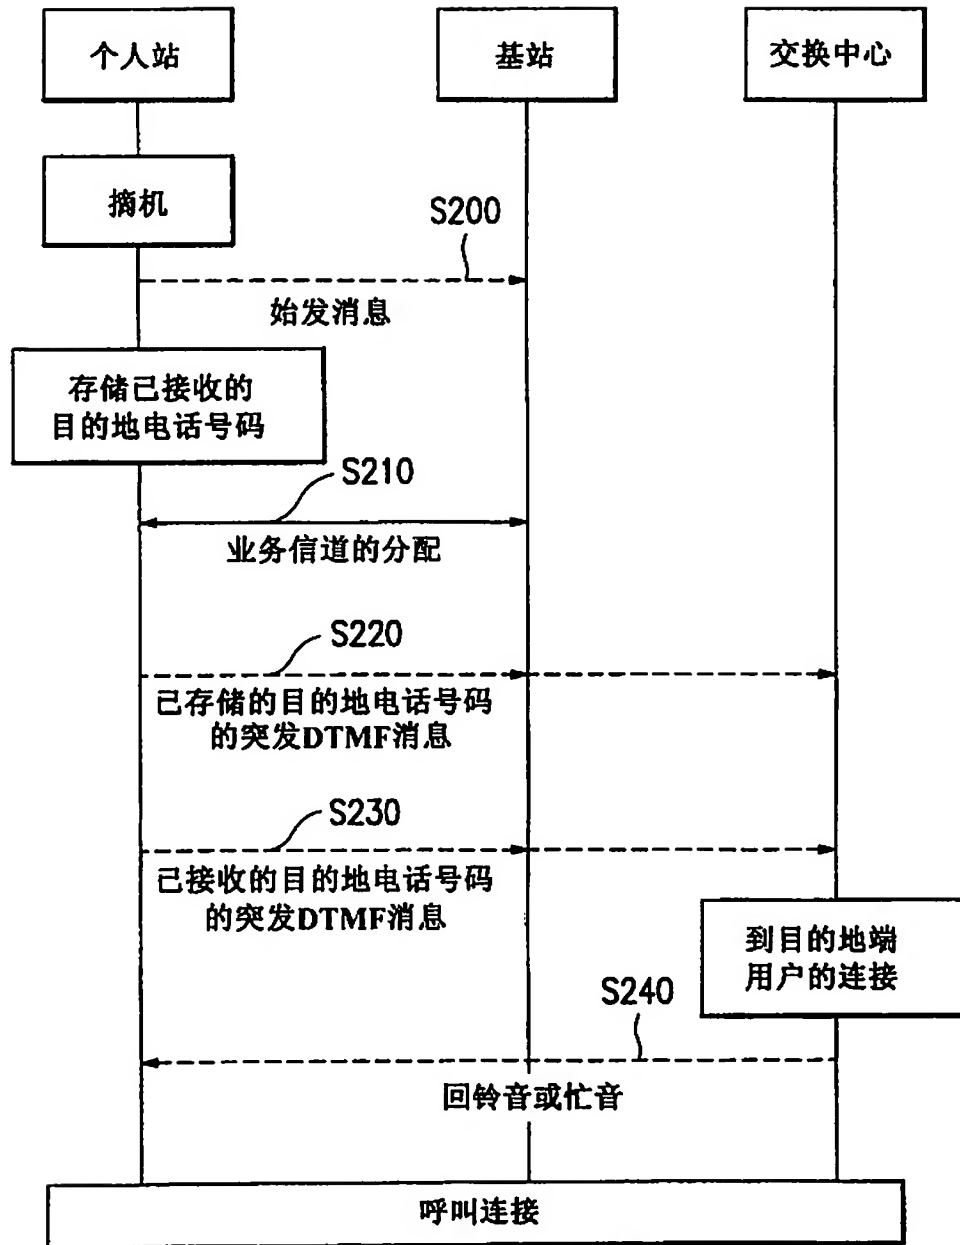 个人站
基站
交换中心
摘机
S200
始发消息
存储已接收的
目的地电话号码
S210
业务信道的分配
S220
已存储的目的地电话号码
的突发DTMF消息
S230
已接收的目的地电话号码
的突发DTMF消息
到目的地端
用户的连接
S240
回铃音或忙音
呼叫连接